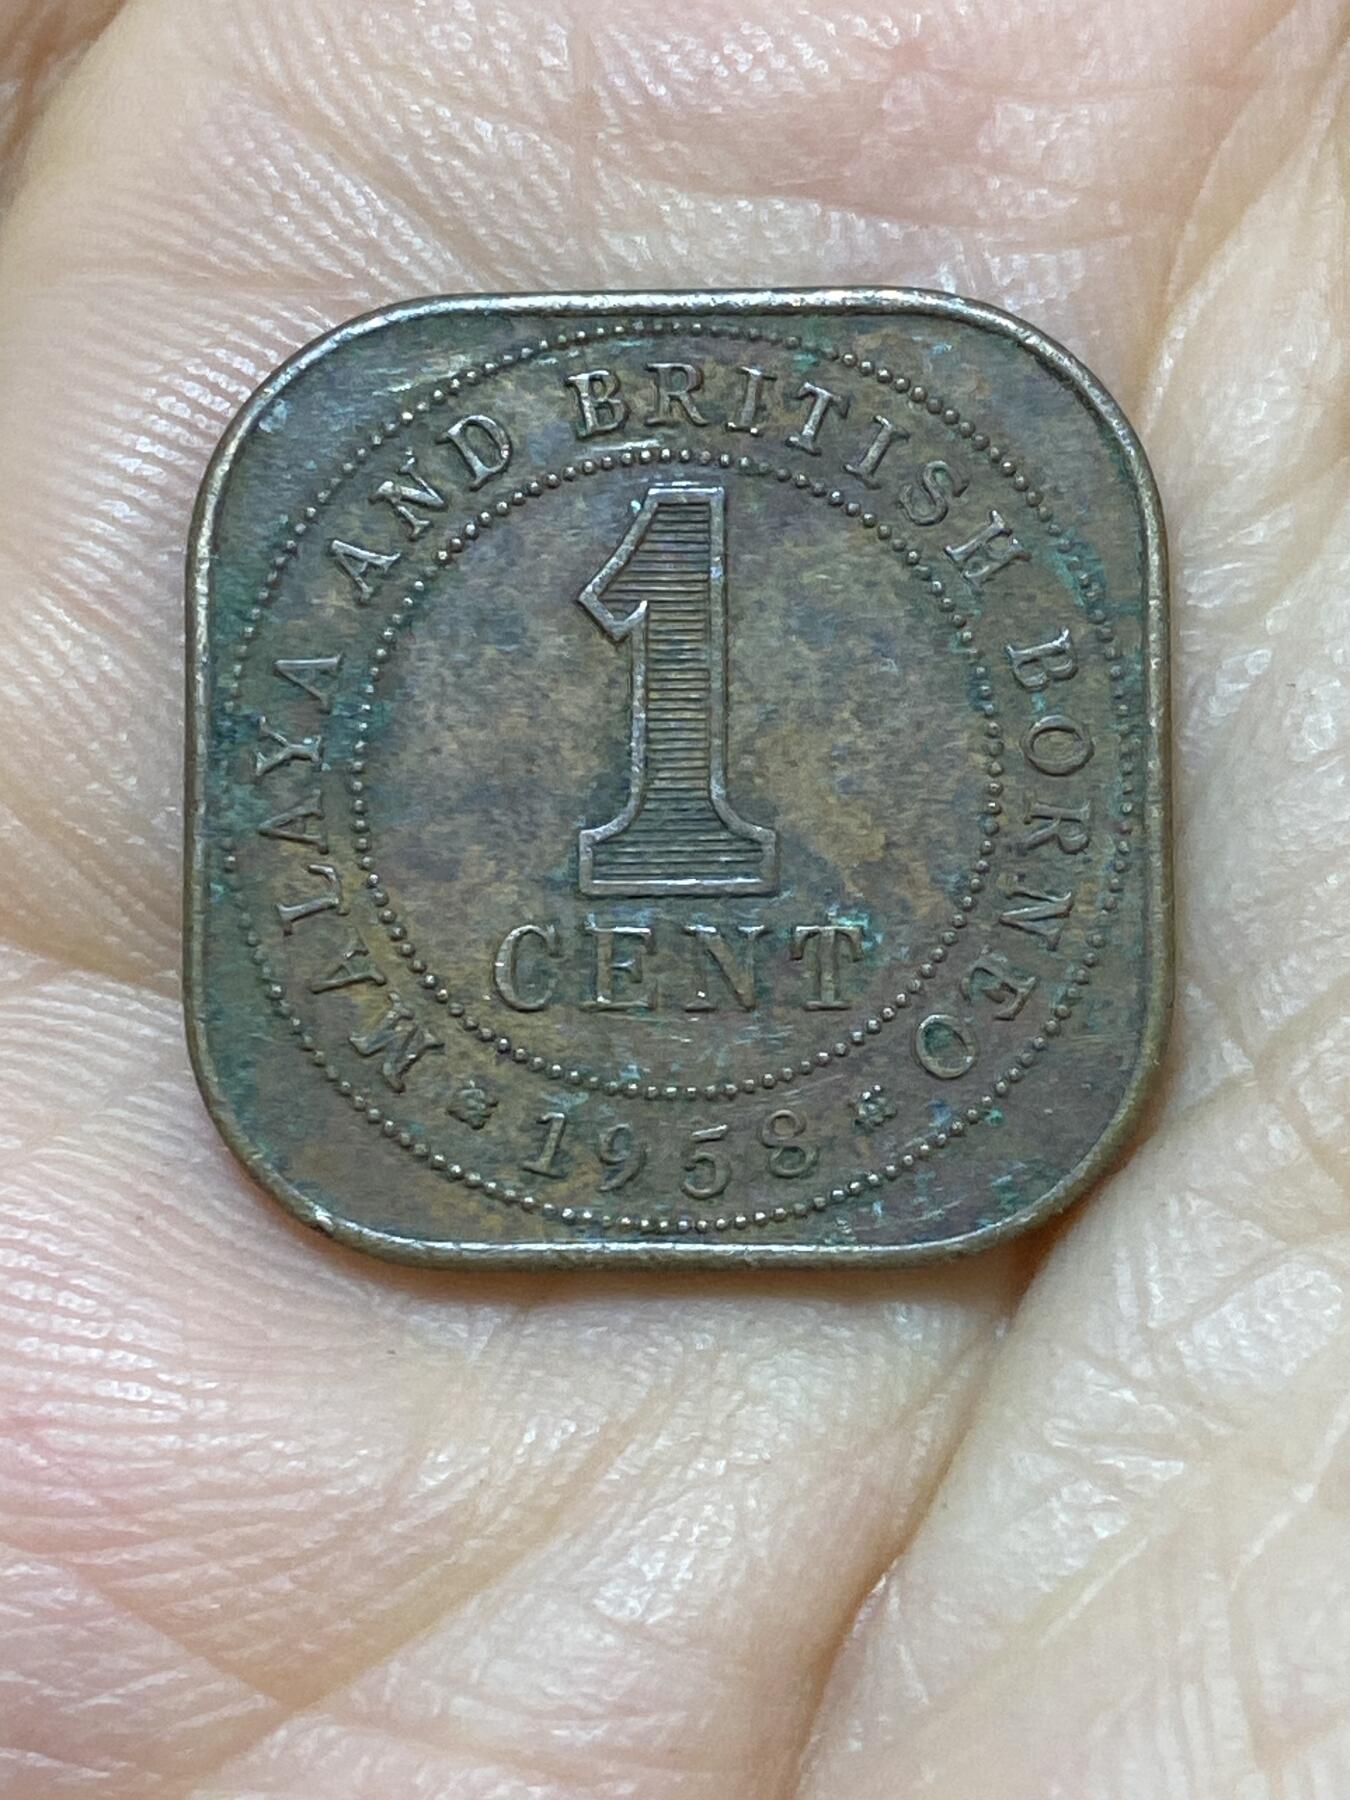 MALAYA AND BRITISH BORNEO
1
CENT
* 1958 *